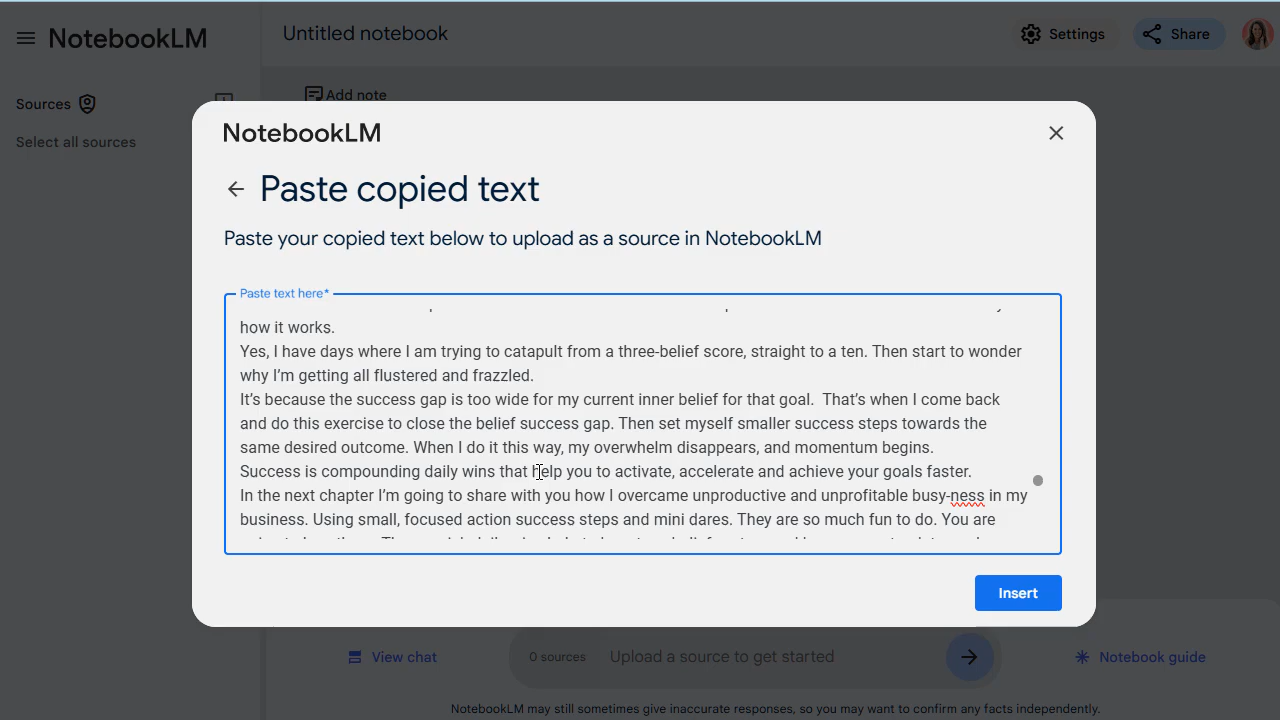 NotebookLM
Untitled notebook
Settings
Share
Sources
Add note
Select all sources
NotebookLM
Paste copied text
Paste your copied text below to upload as a source in NotebookLM
Paste text here*
how it works.
Yes, I have days where I am trying to catapult from a three-belief score, straight to a ten. Then start to wonder
why I'm getting all flustered and frazzled.
It's because the success gap is too wide for my current inner belief for that goal.  That's when I come back
and do this exercise to close the belief success gap. Then set myself smaller success steps towards the
same desired outcome. When I do it this way, my overwhelm disappears, and momentum begins.
Success is compounding daily wins that help you to activate, accelerate and achieve your goals faster.
In the next chapter I'm going to share with you how I overcame unproductive and unprofitable busy-ness in my
business. Using small, focused action success steps and mini dares. They are so much fun to do. You are
Insert
View chat
0 sources
Upload a source to get started
Notebook guide
NotebookLM may still sometimes give inaccurate responses, so you may want to confirm any facts independently.